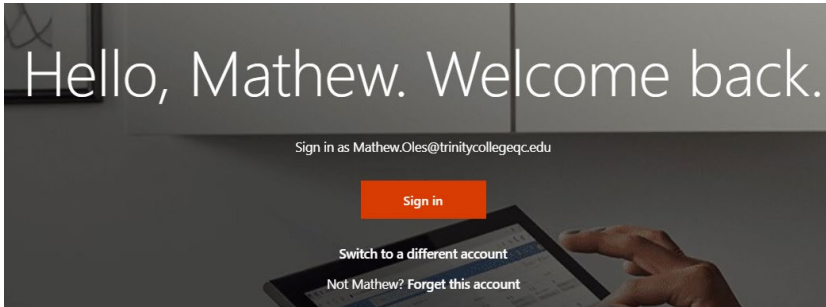 Hello, Mathew. Welcome back.
Sign in as Mathew.Oles@trinitycollegeqc.edu
Sign in
Switch to a different account
Not Mathew? Forget this account